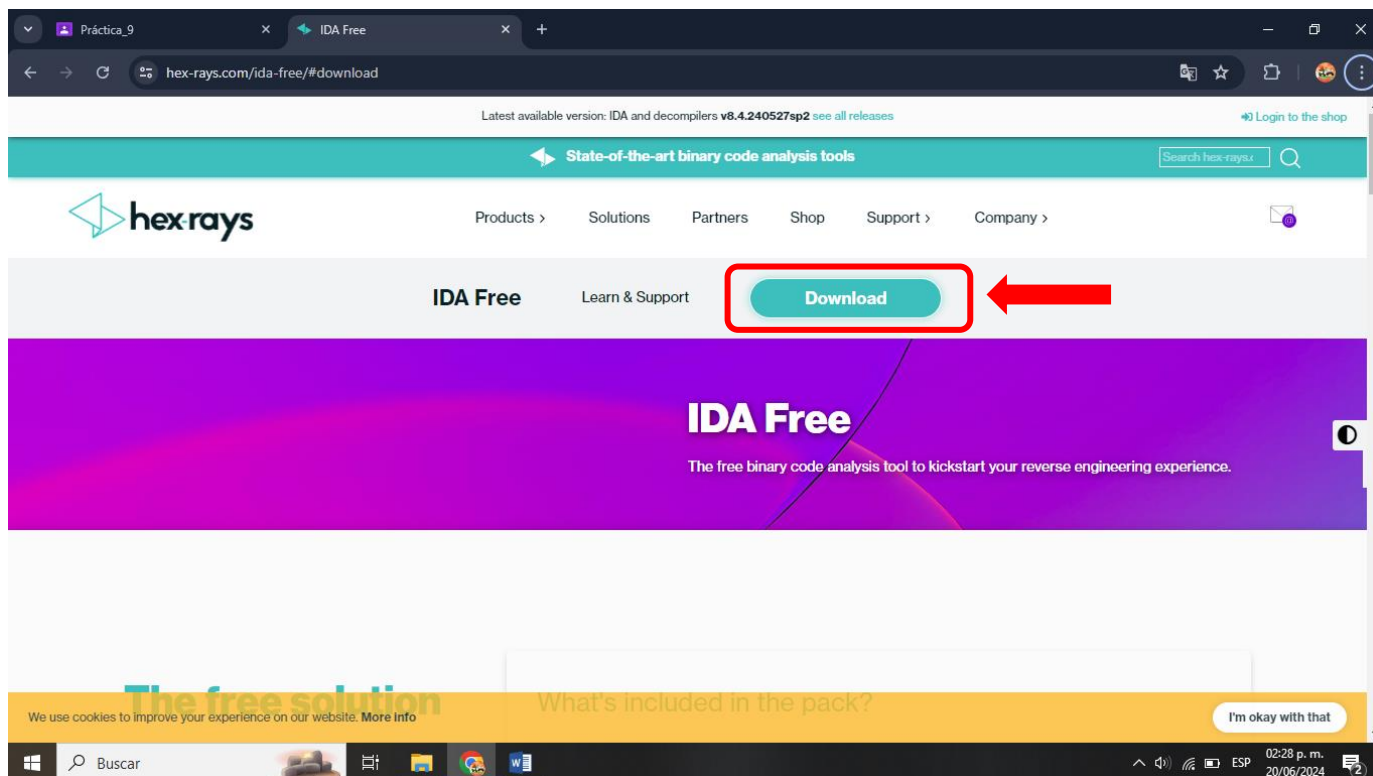 Práctica_9
IDA Free
hex-rays.com/ida-free/#download
Latest available version: IDA and decompilers v8.4.240527sp2 see all releases
Login to the shop
State-of-the-art binary code analysis tools
Search hex-rays.c
hex-rays
Products >
Solutions
Partners
Shop
Support >
Company >
IDA Free
Learn & Support
Download
IDA Free
The free binary code analysis tool to kickstart your reverse engineering experience.
The free solution
What's included in the pack?
We use cookies to improve your experience on our website. More info
I'm okay with that
Buscar
ESP
02:28 p. m.
20/06/2024
2